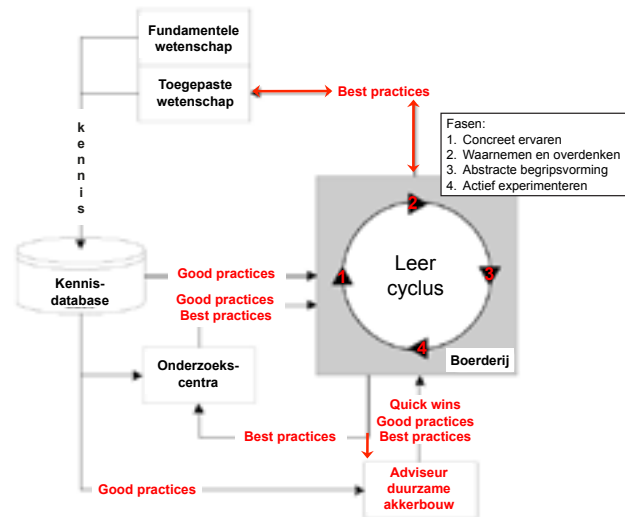 Fundamentele
wetenschap
Toegepaste
wetenschap
Best practices
kennis
Fasen:
1. Concreet ervaren
2. Waarnemen en overdenken
3. Abstracte begripsvorming
4. Actief experimenteren
2
Leer
cyclus
1
3
4
Boerderij
Kennis-
database
Good practices
Good practices
Best practices
Onderzoeks-
centra
Quick wins
Good practices
Best practices
Best practices
Good practices
Adviseur
duurzame
akkerbouw